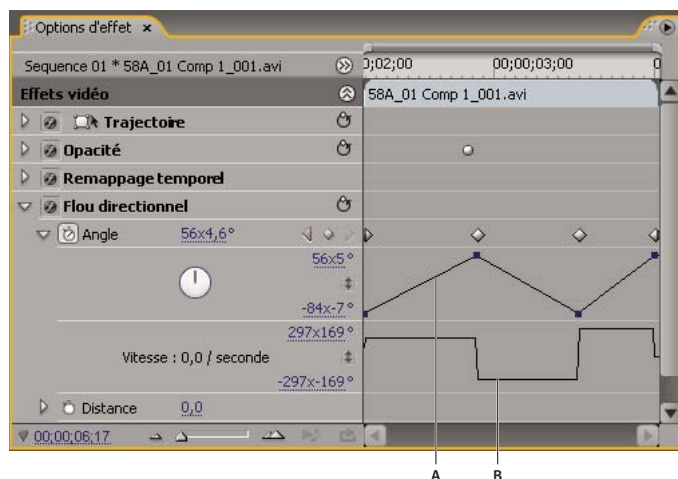 Options d'effet ×
Sequence 01 * 58A_01 Comp 1_001.avi
0;02;00 00;00;03;00 0
Effets vidéo
58A_01 Comp 1_001.avi
Trajectoire
Opacité
Remappage temporel
Flou directionnel
Angle 56x4,6°
56x5°
-84x-7°
297x169°
Vitesse : 0,0 / seconde
-297x-169°
Distance 0,0
00;00;06;17
A B